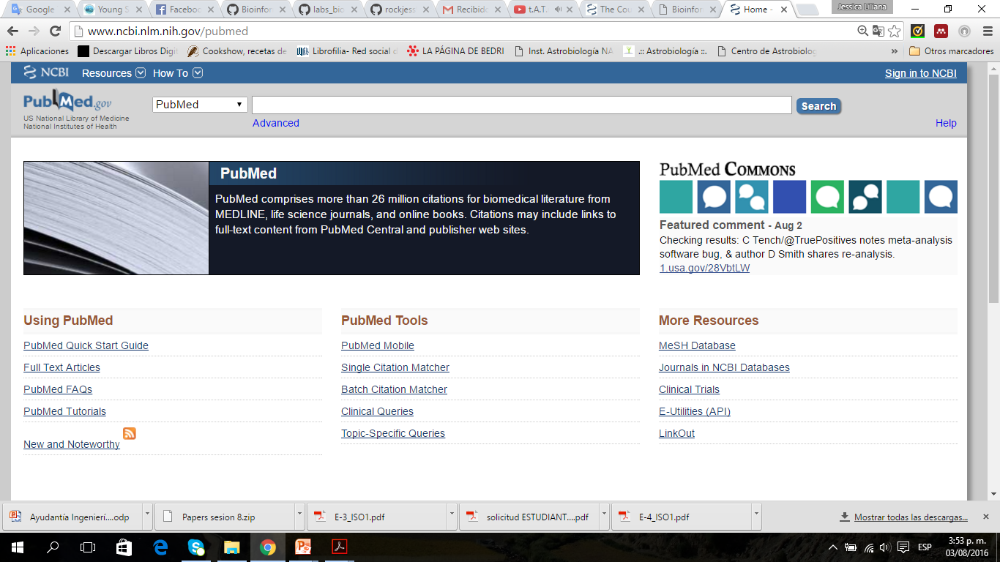 Google
Young S
Faceboo
Bioinfor
labs_bio
rockjess
Recibido
t.A.T.
The Cou
Bioinfor
Home -
Jessica Liliana
www.ncbi.nlm.nih.gov/pubmed
Aplicaciones
Descargar Libros Digit
Cookshow, recetas de
Librofilia- Red social d
LA PÁGINA DE BEDRI
Inst. Astrobiología NA
.:: Astrobiología ::.
Centro de Astrobiolog
»
Otros marcadores
NCBI Resources How To Sign in to NCBI
PubMed.gov
US National Library of Medicine
National Institutes of Health
PubMed
Search
Advanced
Help
PubMed
PubMed comprises more than 26 million citations for biomedical literature from
MEDLINE, life science journals, and online books. Citations may include links to
full-text content from PubMed Central and publisher web sites.
PubMed COMMONS
Featured comment - Aug 2
Checking results: C Tench/@TruePositives notes meta-analysis
software bug, & author D Smith shares re-analysis.
1.usa.gov/28VbtLW
Using PubMed
PubMed Quick Start Guide
Full Text Articles
PubMed FAQs
PubMed Tutorials
New and Noteworthy
PubMed Tools
PubMed Mobile
Single Citation Matcher
Batch Citation Matcher
Clinical Queries
Topic-Specific Queries
More Resources
MeSH Database
Journals in NCBI Databases
Clinical Trials
E-Utilities (API)
LinkOut
Ayudantía Ingenierí....odp
Papers sesion 8.zip
E-3_ISO1.pdf
solicitud ESTUDIANT....pdf
E-4_ISO1.pdf
Mostrar todas las descargas...
ESP
3:53 p. m.
03/08/2016